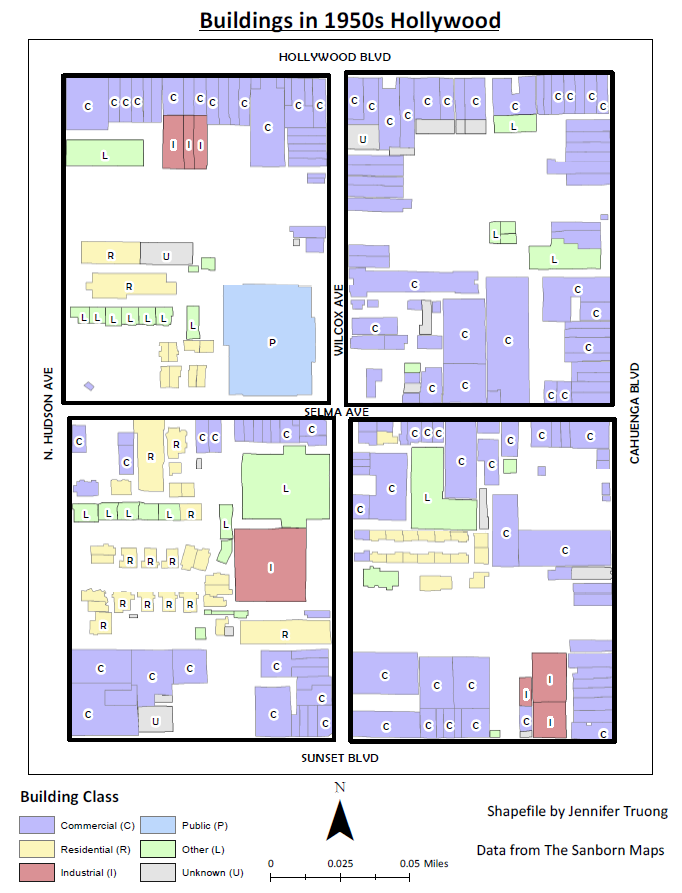 Buildings in 1950s Hollywood
HOLLYWOOD BLVD
C C C C C C C C C C
C
I I I
L
R U
R
L L L L L L L
P
C C C C C C C C C C
C C
U L
L
L
C
C
C
C C C C
C C
C C
WILCOX AVE
N. HUDSON AVE
SELMA AVE
CAHUENGA BLVD
C C R R C C C C
L
L L L L R
L
R R R
I
R R R R
R
R
C C C C
C
C U C C
C C C C C C C
C L C
C
C
C
C C C I I
C C C C C I C
SUNSET BLVD
Building Class
Commercial (C)
Residential (R)
Industrial (I)
Public (P)
Other (L)
Unknown (U)
N
0 0.025 0.05 Miles
Shapefile by Jennifer Truong
Data from The Sanborn Maps